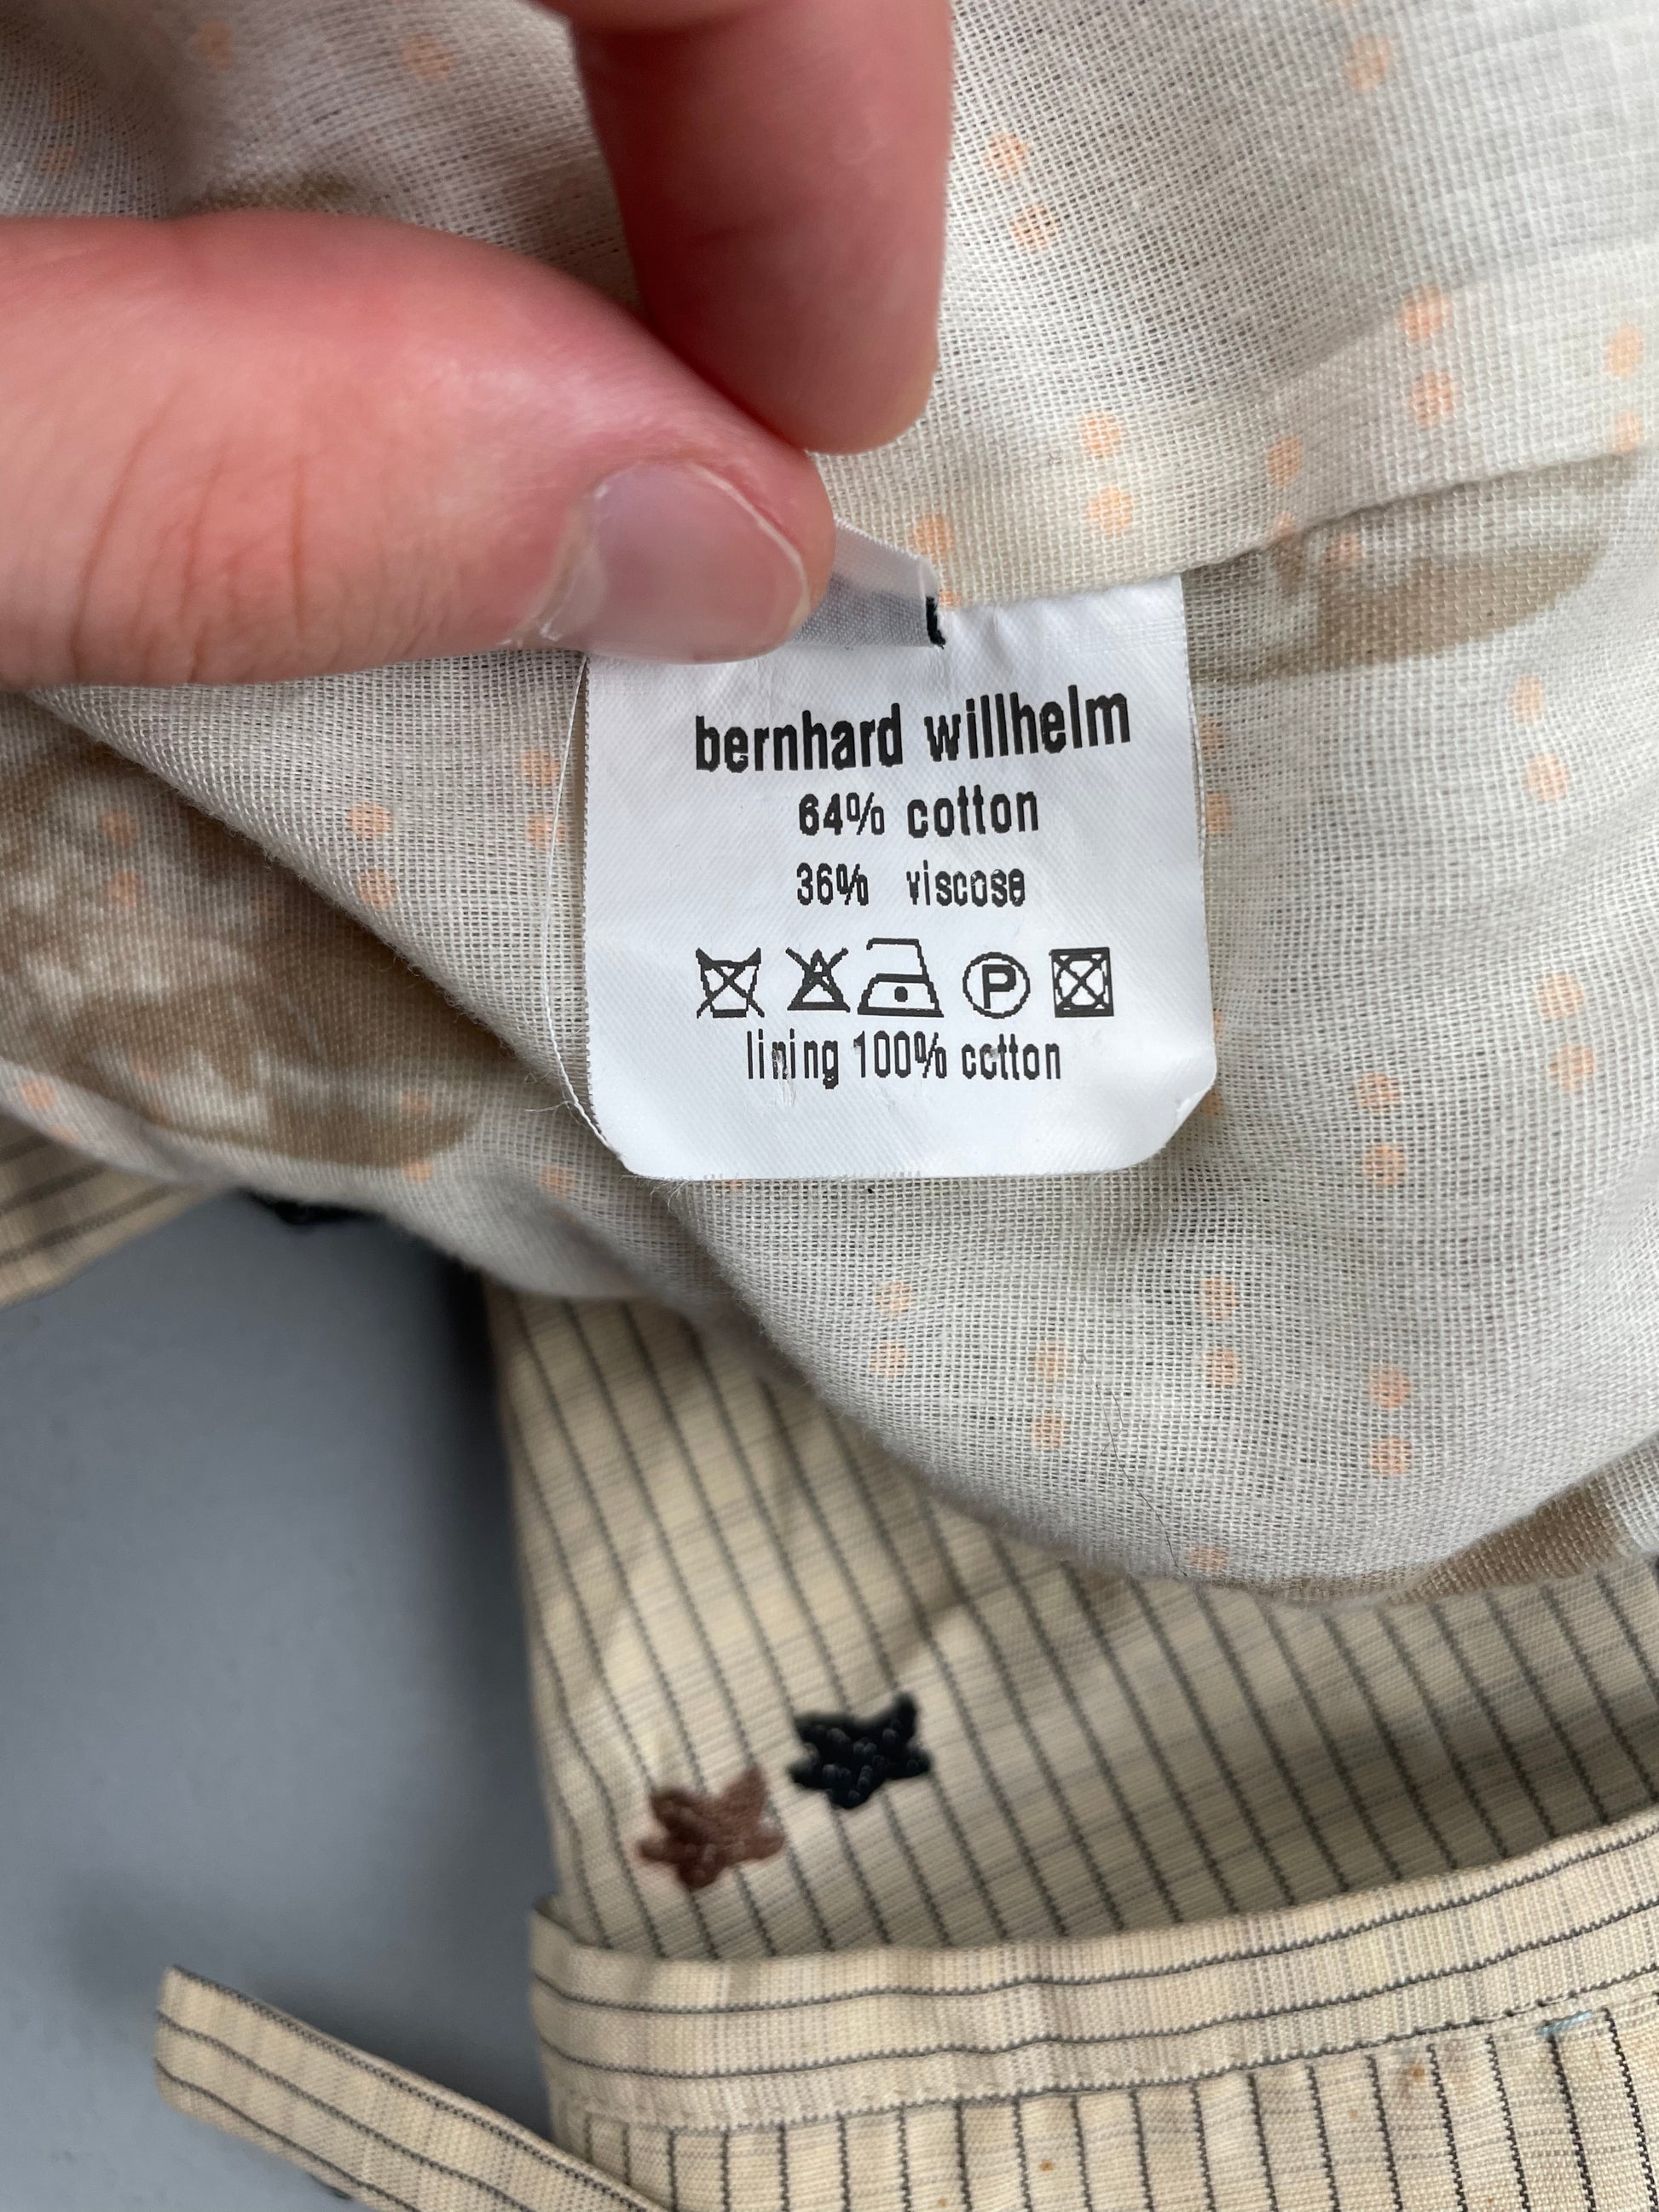 bernhard willhelm
64% cotton
36% viscose
P
lining 100% cotton